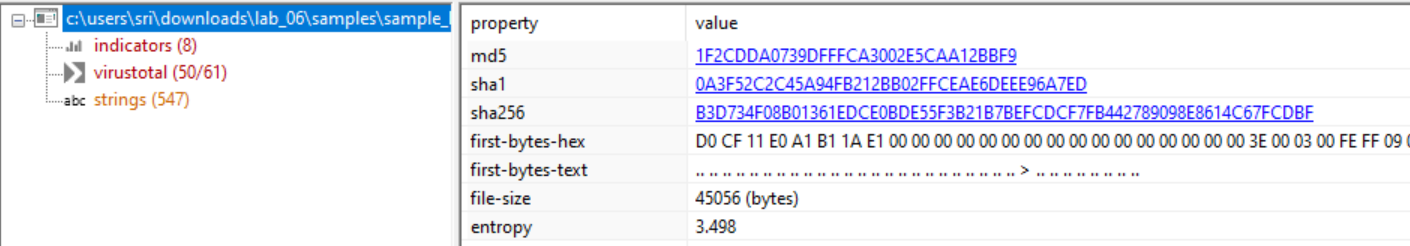 c:\users\sri\downloads\lab_06\samples\sample_
indicators (8)
virustotal (50/61)
abc strings (547)
property value
md5 1F2CDDA0739DFFFCA3002E5CAA12BBF9
sha1 0A3F52C2C45A94FB212BB02FFCEAE6DEEE96A7ED
sha256 B3D734F08B01361EDCE0BDE55F3B21B7BEFCDCF7FB442789098E8614C67FCDBF
first-bytes-hex D0 CF 11 E0 A1 B1 1A E1 00 00 00 00 00 00 00 00 00 00 00 00 00 00 00 00 3E 00 03 00 FE FF 09
first-bytes-text .. .. .. .. .. .. .. .. .. .. .. .. .. .. .. .. .. .. .. .. .. .. .. .. > .. .. .. .. .. .. .. ..
file-size 45056 (bytes)
entropy 3.498